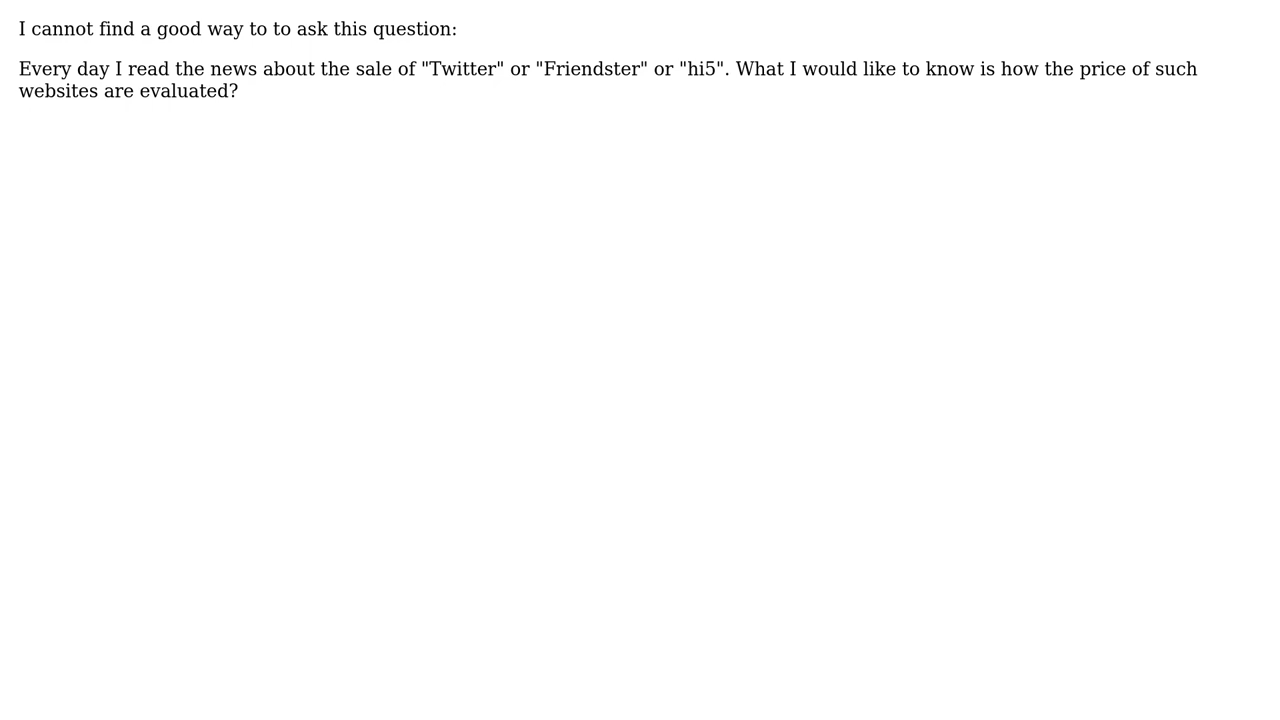 I cannot find a good way to to ask this question:
Every day I read the news about the sale of "Twitter" or "Friendster" or "hi5". What I would like to know is how the price of such
websites are evaluated?